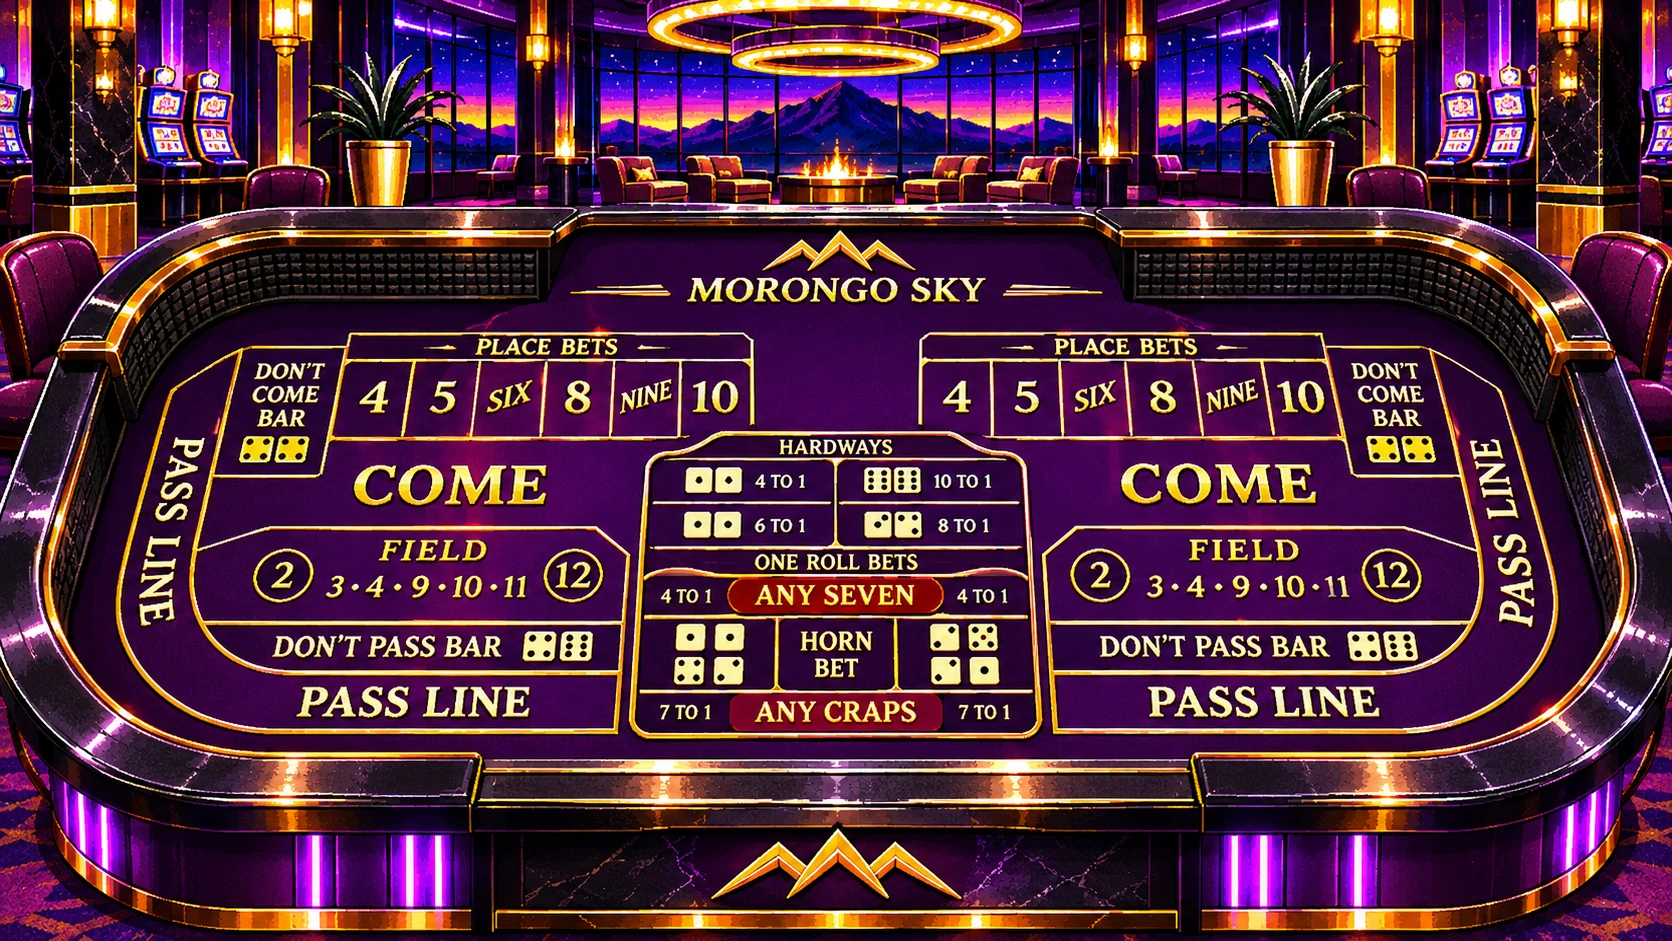 MORONGO SKY
PLACE BETS
4 5 SIX 8 NINE 10
DON'T
COME
BAR
PASS LINE
COME
FIELD
2 3 • 4 • 9 • 10 • 11 12
DON'T PASS BAR
PASS LINE
HARDWAYS
4 TO 1 10 TO 1
6 TO 1 8 TO 1
ONE ROLL BETS
4 TO 1 ANY SEVEN 4 TO 1
HORN
BET
7 TO 1 ANY CRAPS 7 TO 1
PLACE BETS
4 5 SIX 8 NINE 10
DON'T
COME
BAR
PASS LINE
COME
FIELD
2 3 • 4 • 9 • 10 • 11 12
DON'T PASS BAR
PASS LINE